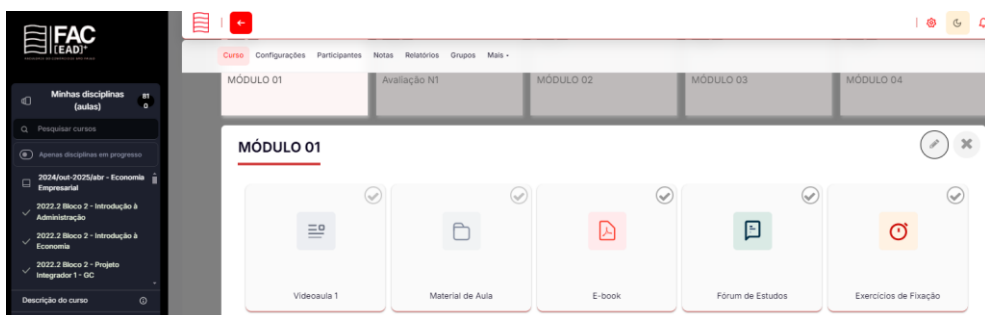 FAC
[EAD]+
Curso Configurações Participantes Notas Relatórios Grupos Mais
MÓDULO 01 Avaliação N1 MÓDULO 02 MÓDULO 03 MÓDULO 04
Minhas disciplinas
(aulas)
81
0
Pesquisar cursos
Apenas disciplinas em progresso
2024/out-2025/abr - Economia
Empresarial
2022.2 Bloco 2 - Introdução à
Administração
2022.2 Bloco 2 - Introdução à
Economia
2022.2 Bloco 2 - Projeto
Integrador 1 - GC
Descrição do curso
MÓDULO 01
Videoaula 1 Material de Aula E-book Fórum de Estudos Exercícios de Fixação